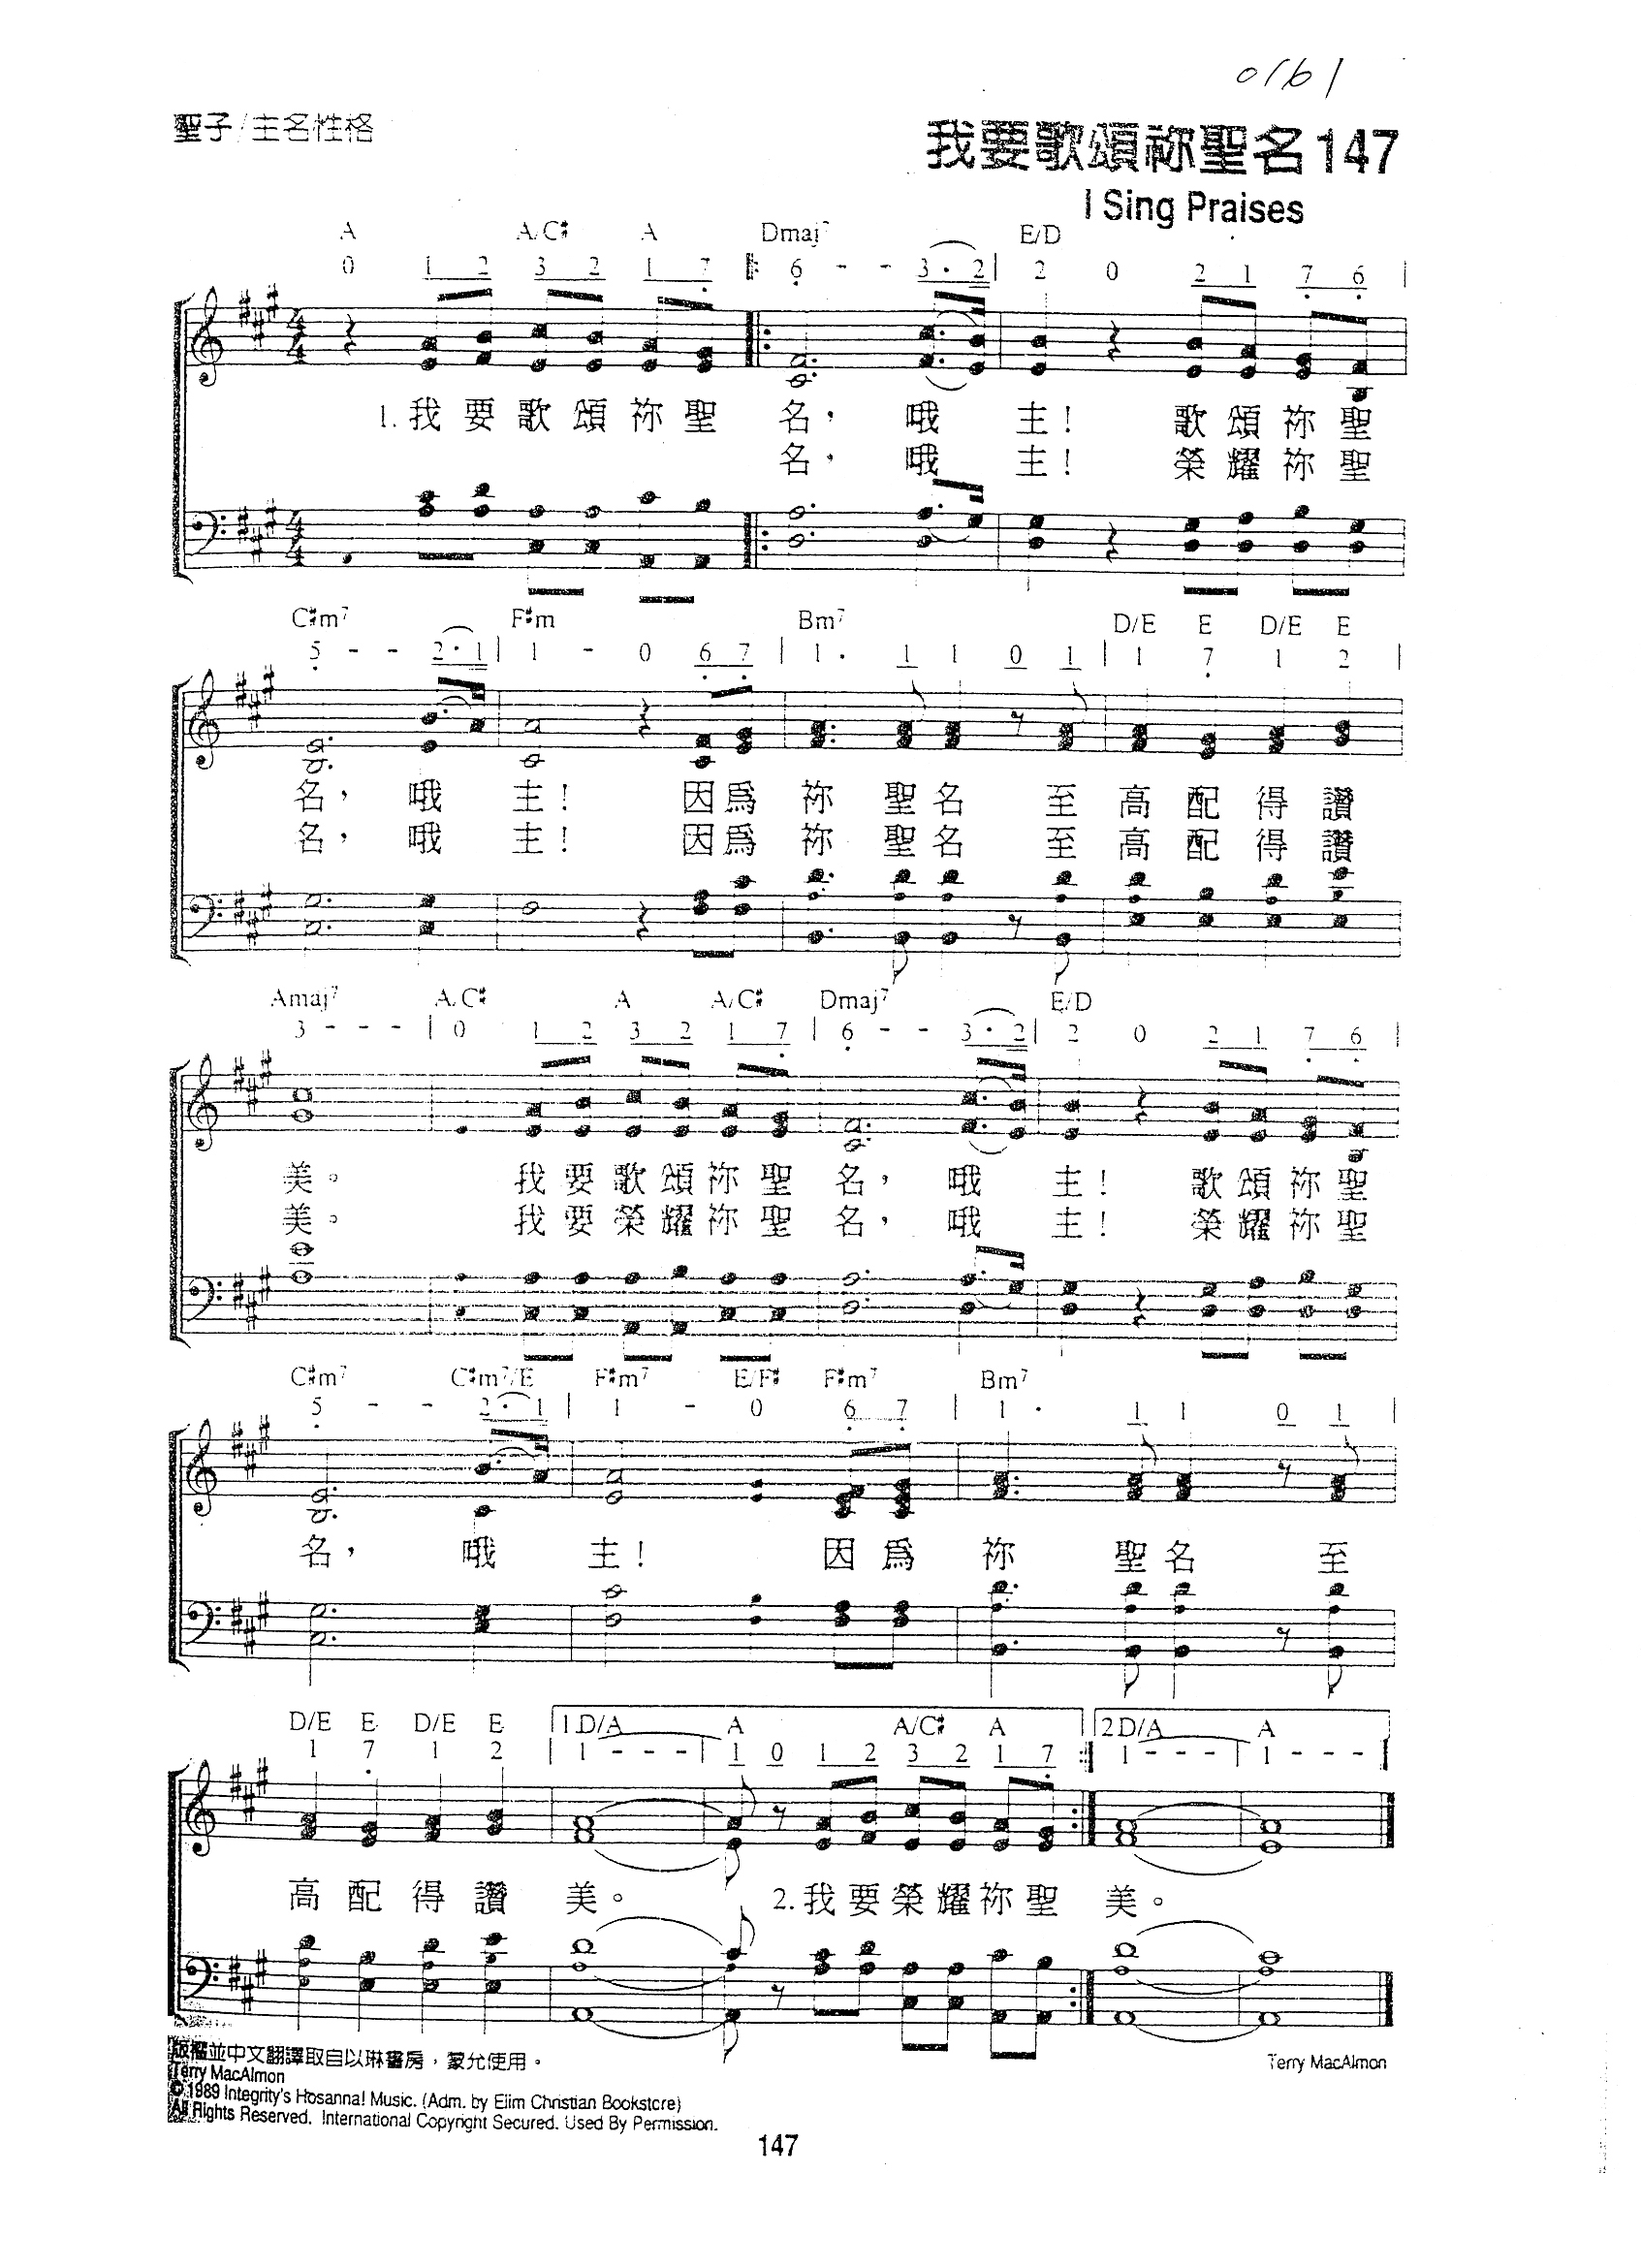 0161
聖子/主名性格
我要歌頌祢聖名147
I Sing Praises
A A/C# A Dmaj7 E/D
0 1 2 3 2 1 7 |: 6 - - 3 . 2 | 2 0 2 1 7 6 |
1. 我要歌頌祢聖名，哦主！歌頌祢聖
名，哦主！榮耀祢聖
C#m7 F#m Bm7 D/E E D/E E
5 - - 2 . 1 | 1 - 0 6 7 | 1 . 1 1 0 1 | 1 7 1 2 |
名，哦主！因爲祢聖名至高配得讚
名，哦主！因爲祢聖名至高配得讚
Amaj7 A/C# A A/C# Dmaj7 E/D
3 - - - | 0 1 2 3 2 1 7 | 6 - - 3 . 2 | 2 0 2 1 7 6 |
美。我要歌頌祢聖名，哦主！歌頌祢聖
美。我要榮耀祢聖名，哦主！榮耀祢聖
C#m7 C#m7/E F#m7 E/F# F#m7 Bm7
5 - - 2 . 1 | 1 - 0 6 7 | 1 . 1 1 0 1 |
名，哦主！因爲祢聖名至
D/E E D/E E 1. D/A A A/C# A 2. D/A A
1 7 1 2 | 1 - - - | 1 0 1 2 3 2 1 7 :| 1 - - - | 1 - - - |
高配得讚美。 2. 我要榮耀祢聖美。
版權並中文翻譯取自以琳書房，蒙允使用。
Terry MacAlmon
Terry MacAlmon
© 1989 Integrity's Hosanna! Music. (Adm. by Elim Christian Bookstore)
All Rights Reserved. International Copyright Secured. Used By Permission.
147